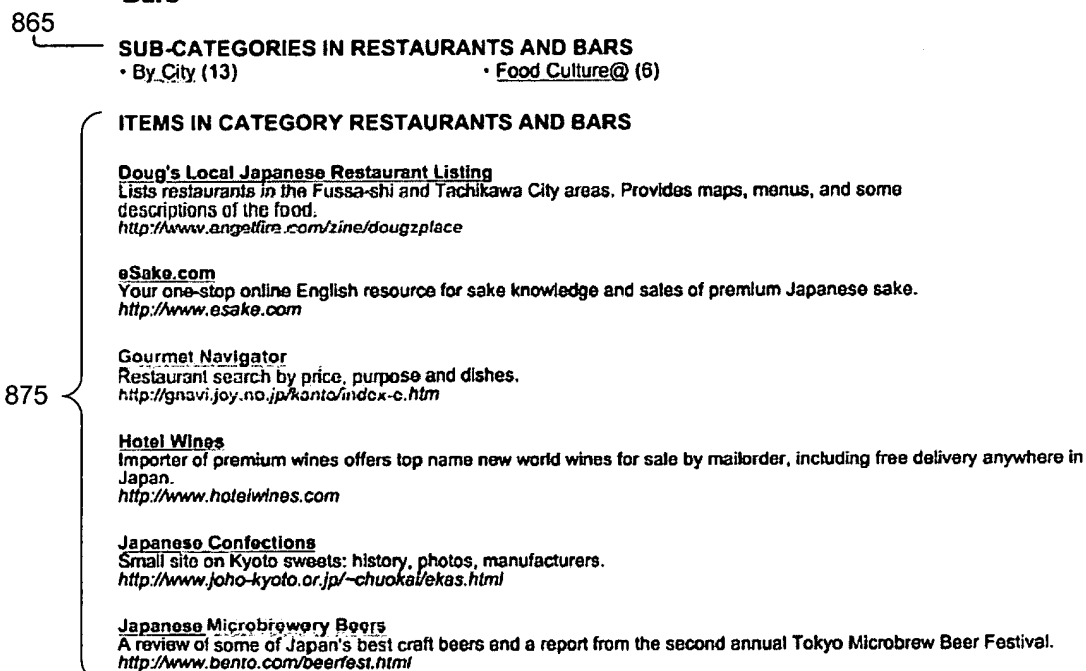 Bars
865
SUB-CATEGORIES IN RESTAURANTS AND BARS
• By City (13) • Food Culture@ (6)
ITEMS IN CATEGORY RESTAURANTS AND BARS
Doug's Local Japanese Restaurant Listing
Lists restaurants in the Fussa-shi and Tachikawa City areas. Provides maps, menus, and some
descriptions of the food.
http://www.angelfire.com/zine/dougzplace
eSake.com
Your one-stop online English resource for sake knowledge and sales of premium Japanese sake.
http://www.esake.com
Gourmet Navigator
Restaurant search by price, purpose and dishes.
http://gnavi.joy.no.jp/kanto/index-e.htm
875
Hotel Wines
Importer of premium wines offers top name new world wines for sale by mailorder, including free delivery anywhere in
Japan.
http://www.hotelwines.com
Japanese Confections
Small site on Kyoto sweets: history, photos, manufacturers.
http://www.joho-kyoto.or.jp/~chuokai/ekas.html
Japanese Microbrewery Beers
A review of some of Japan's best craft beers and a report from the second annual Tokyo Microbrew Beer Festival.
http://www.bento.com/beerfest.html